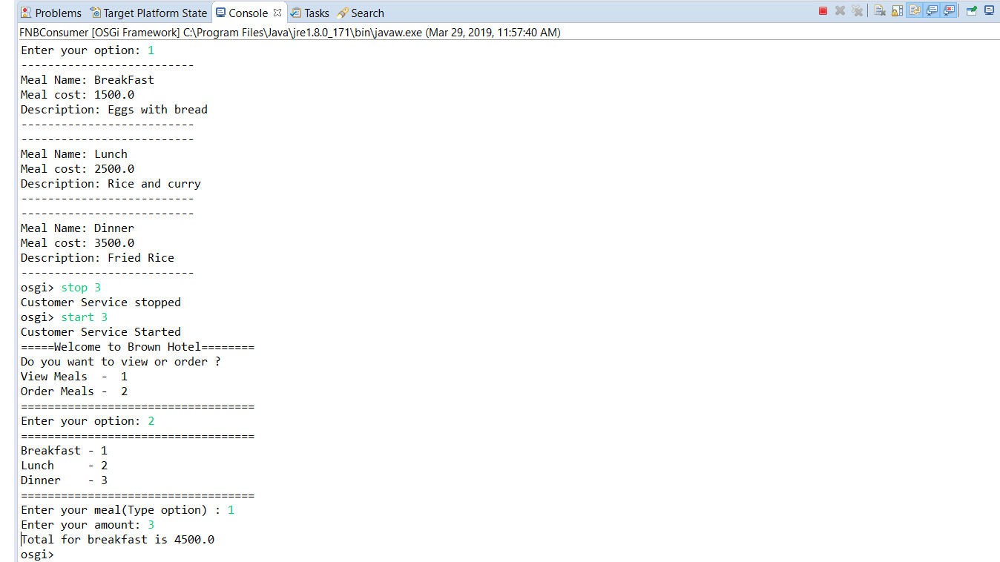 Problems Target Platform State Console Tasks Search
FNBConsumer [OSGi Framework] C:\Program Files\Java\jre1.8.0_171\bin\javaw.exe (Mar 29, 2019, 11:57:40 AM)
Enter your option: 1
--------------------------
Meal Name: BreakFast
Meal cost: 1500.0
Description: Eggs with bread
--------------------------
--------------------------
Meal Name: Lunch
Meal cost: 2500.0
Description: Rice and curry
--------------------------
--------------------------
Meal Name: Dinner
Meal cost: 3500.0
Description: Fried Rice
--------------------------
osgi> stop 3
Customer Service stopped
osgi> start 3
Customer Service Started
=====Welcome to Brown Hotel========
Do you want to view or order ?
View Meals  -  1
Order Meals -  2
===================================
Enter your option: 2
===================================
Breakfast - 1
Lunch     - 2
Dinner    - 3
===================================
Enter your meal(Type option) : 1
Enter your amount: 3
Total for breakfast is 4500.0
osgi>